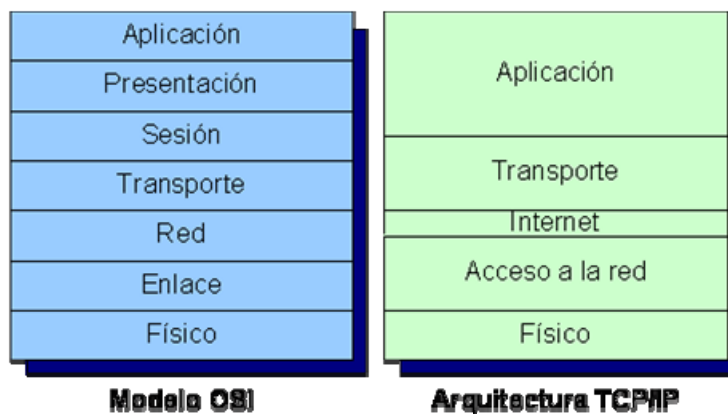 Aplicación
Presentación
Sesión
Transporte
Red
Enlace
Físico
Modelo OSI
Aplicación
Transporte
Internet
Acceso a la red
Físico
Arquitectura TCP/IP